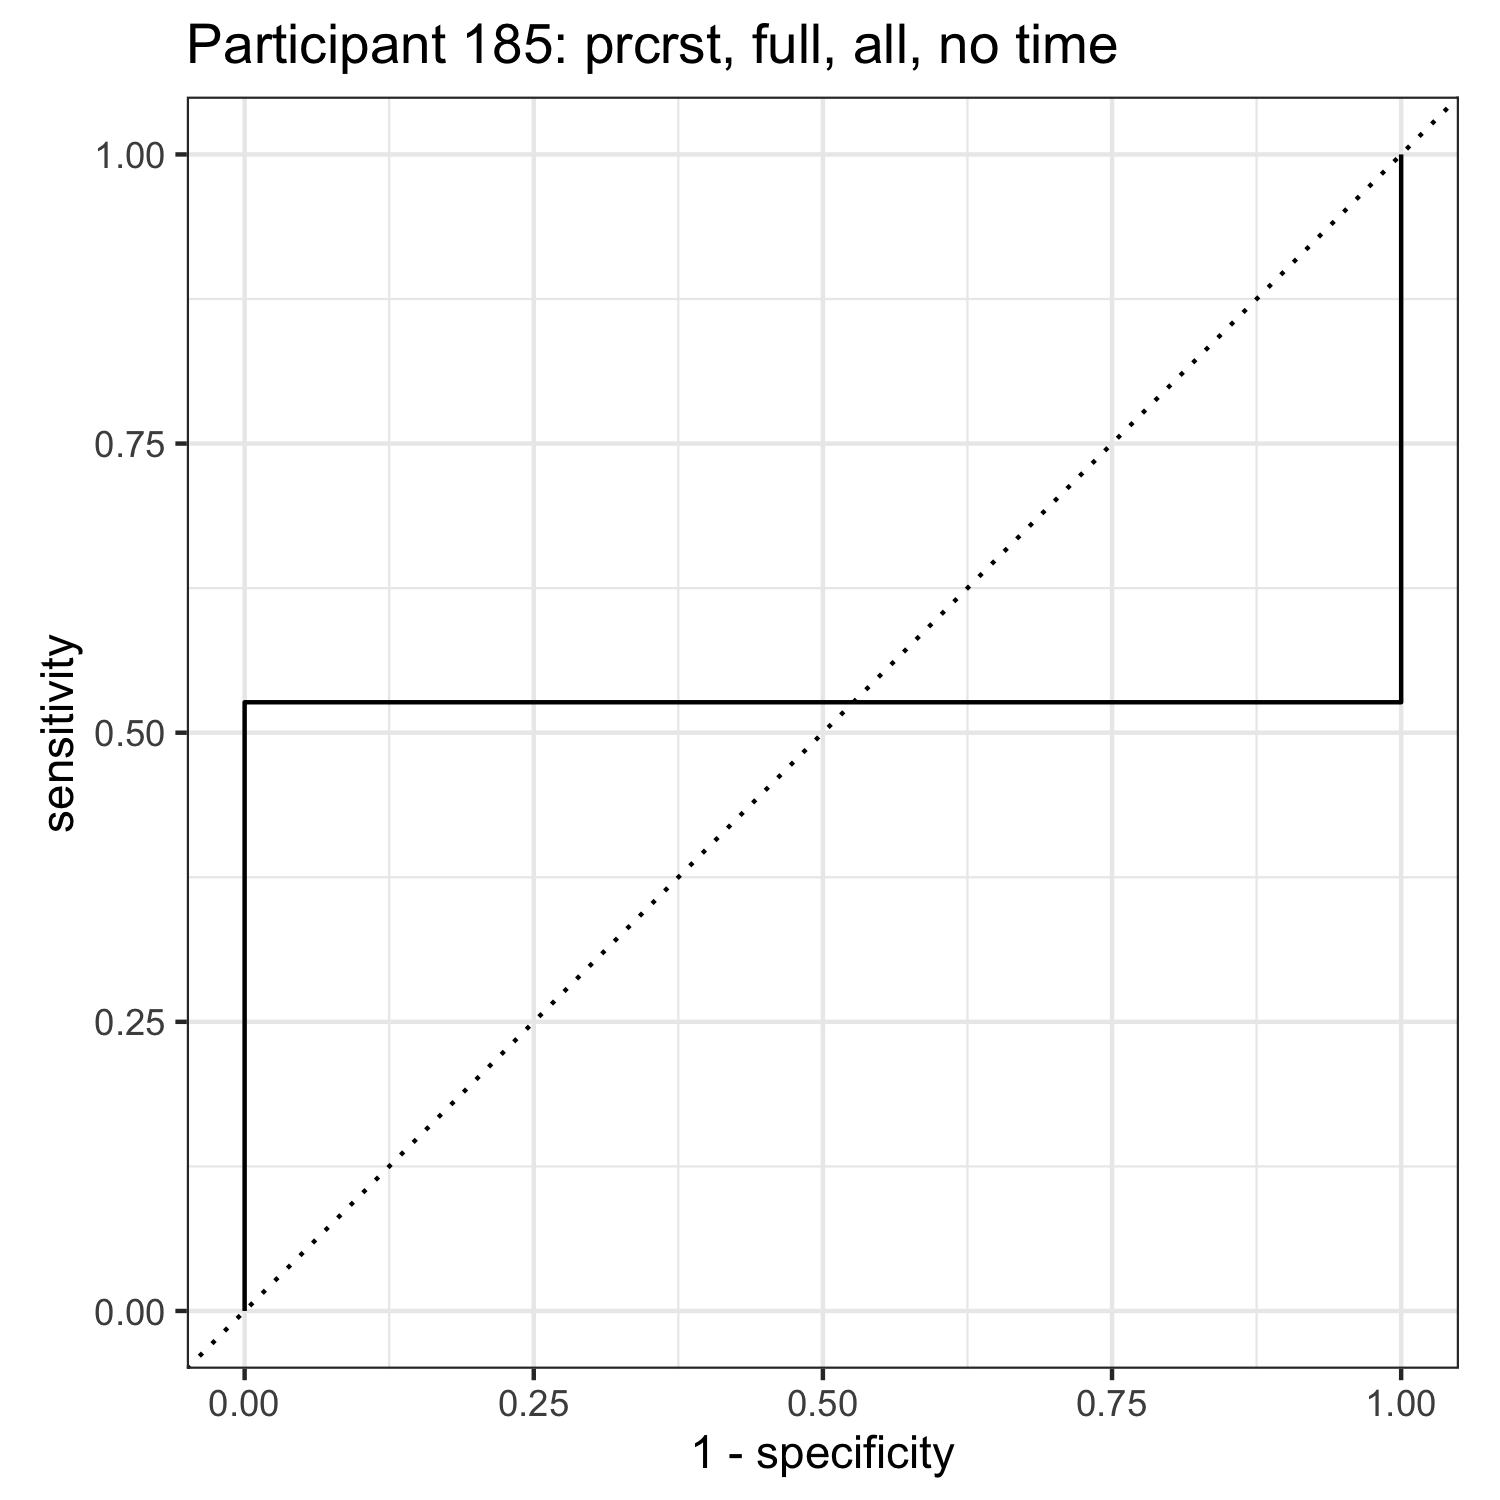 Participant 185: prcrst, full, all, no time
1.00
0.75
0.50
0.25
0.00
sensitivity
0.00 0.25 0.50 0.75 1.00
1 - specificity